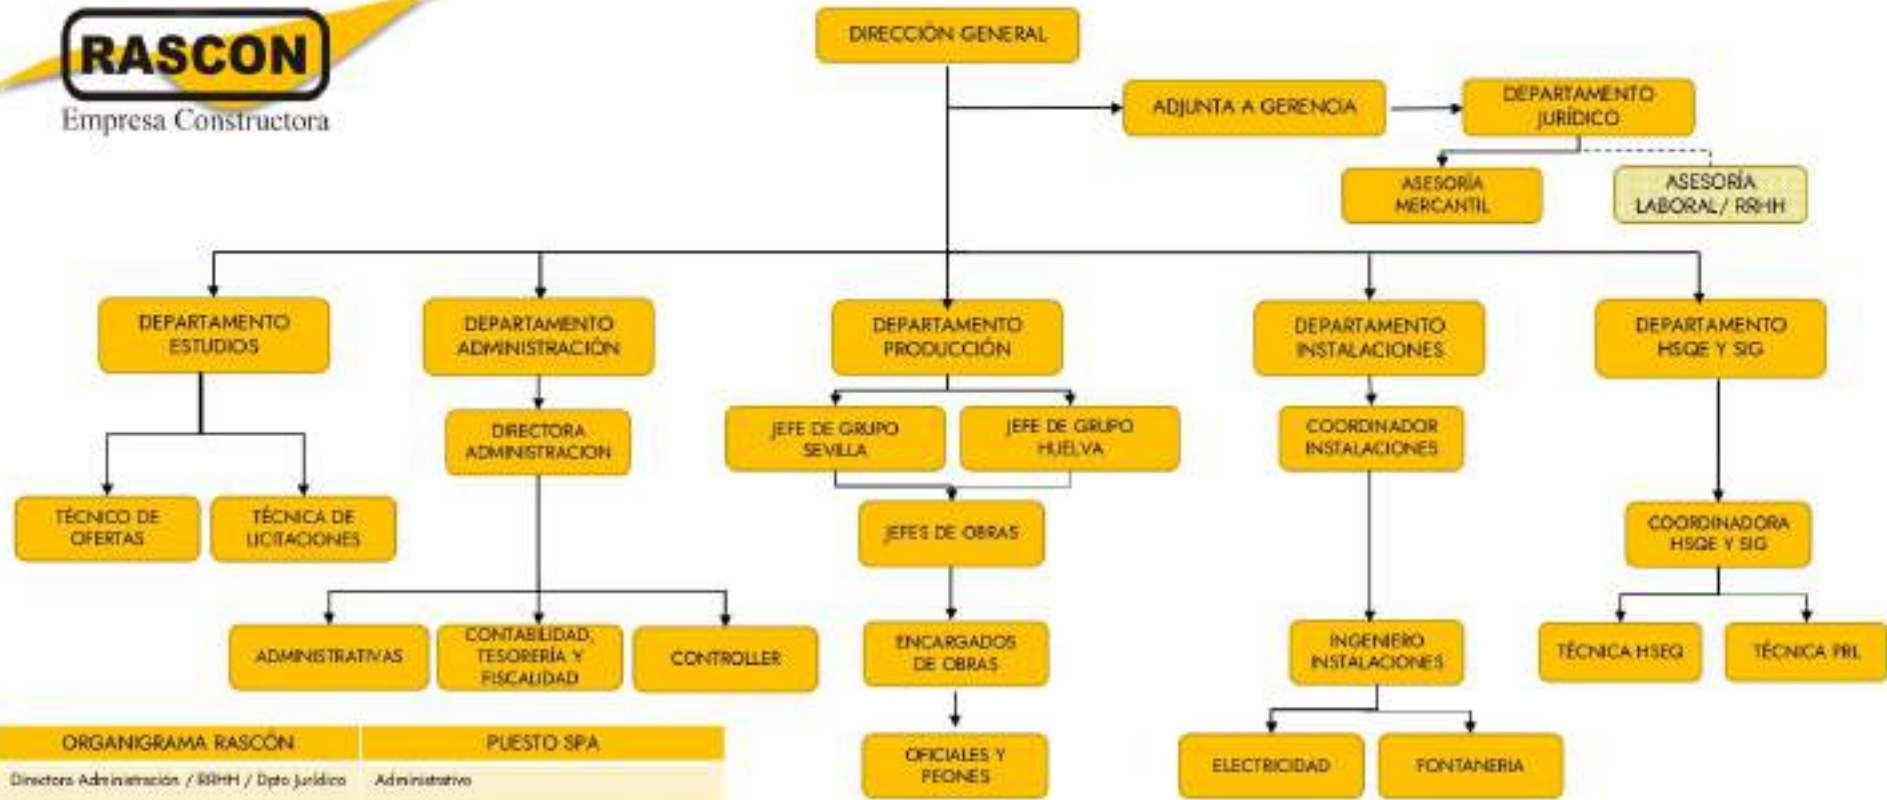 RASCON
Empresa Constructora
DIRECCIÓN GENERAL
ADJUNTA A GERENCIA
DEPARTAMENTO
JURÍDICO
ASESORÍA
MERCANTIL
ASESORÍA
LABORAL/ RRHH
DEPARTAMENTO
ESTUDIOS
DEPARTAMENTO
ADMINISTRACIÓN
DEPARTAMENTO
PRODUCCIÓN
DEPARTAMENTO
INSTALACIONES
DEPARTAMENTO
HSQE Y SIG
DIRECTORA
ADMINISTRACION
JEFE DE GRUPO
SEVILLA
JEFE DE GRUPO
HUELVA
COORDINADOR
INSTALACIONES
TÉCNICO DE
OFERTAS
TÉCNICA DE
LICITACIONES
JEFES DE OBRAS
COORDINADORA
HSQE Y SIG
ADMINISTRATIVAS
CONTABILIDAD,
TESORERÍA Y
FISCALIDAD
CONTROLLER
ENCARGADOS
DE OBRAS
INGENIERO
INSTALACIONES
TÉCNICA HSEQ
TÉCNICA PRL
OFICIALES Y
PEONES
ELECTRICIDAD
FONTANERIA
ORGANIGRAMA RASCÓN PUESTO SPA
Directora Administración / RRHH / Dpto Jurídico Administrativo